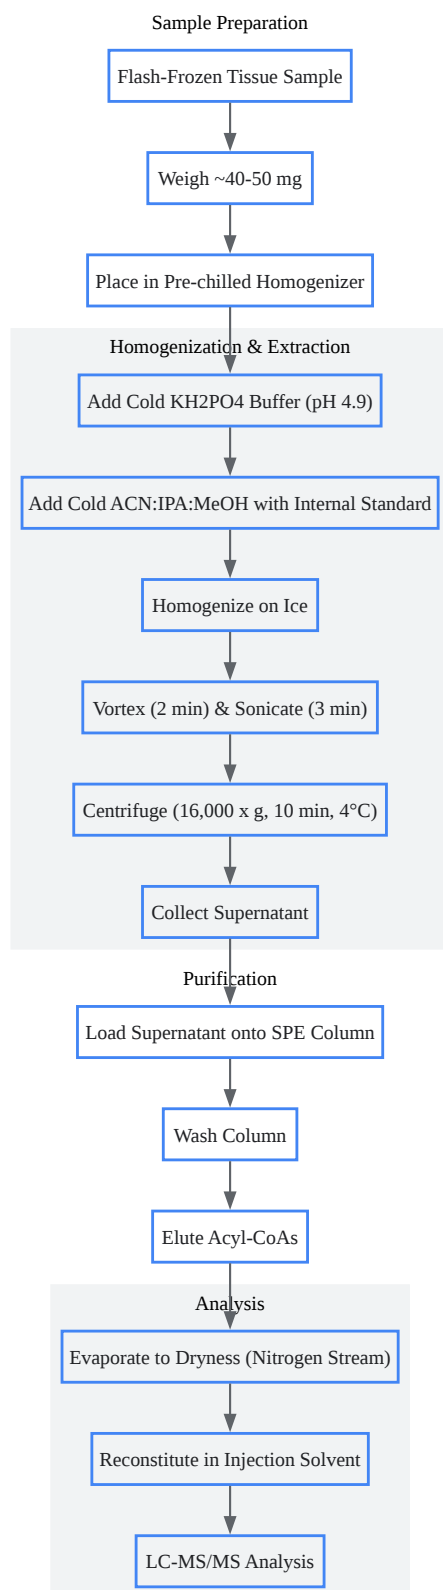 Sample Preparation
Flash-Frozen Tissue Sample
Weigh ~40-50 mg
Place in Pre-chilled Homogenizer
Homogenization & Extraction
Add Cold KH2PO4 Buffer (pH 4.9)
Add Cold ACN:IPA:MeOH with Internal Standard
Homogenize on Ice
Vortex (2 min) & Sonicate (3 min)
Centrifuge (16,000 x g, 10 min, 4°C)
Collect Supernatant
Purification
Load Supernatant onto SPE Column
Wash Column
Elute Acyl-CoAs
Analysis
Evaporate to Dryness (Nitrogen Stream)
Reconstitute in Injection Solvent
LC-MS/MS Analysis